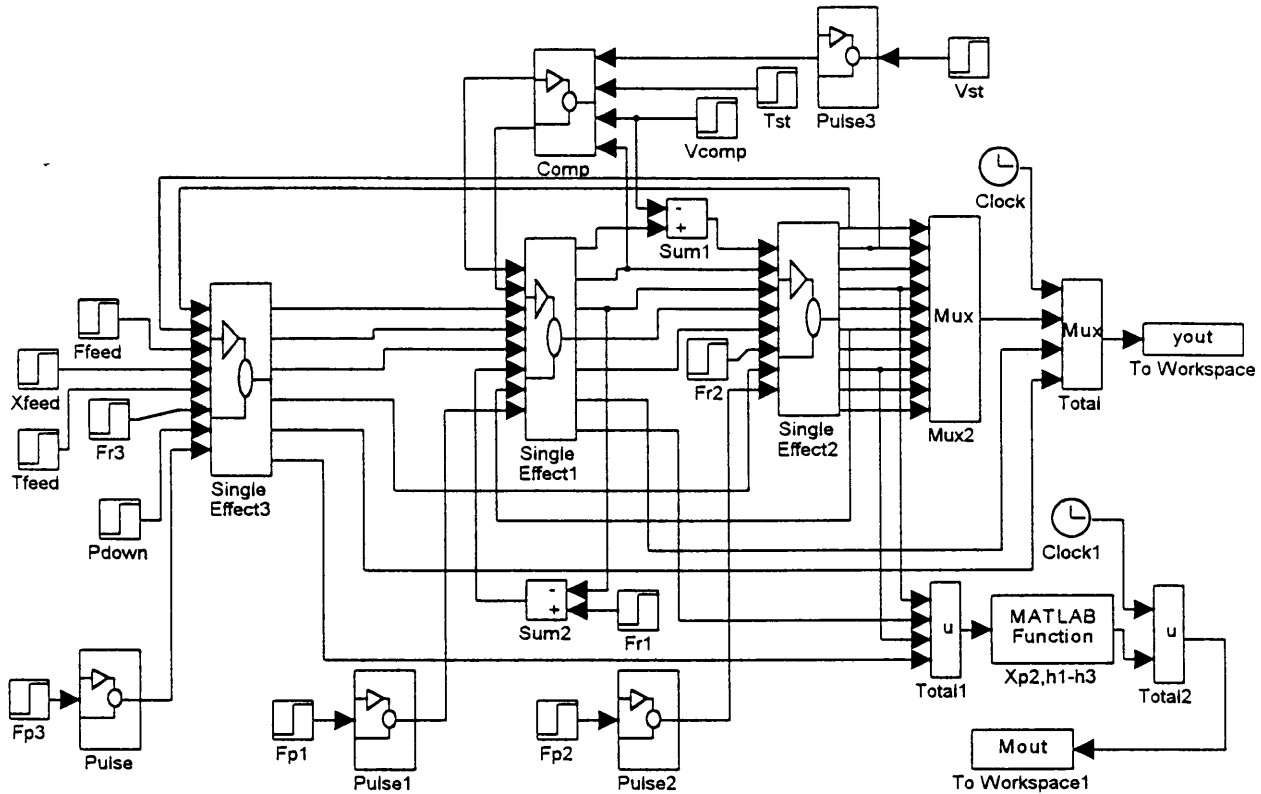 Vst
Pulse3
Tst
Vcomp
Comp
Clock
-
+
Sum1
Ffeed
Xfeed
Fr3
Tfeed
Pdown
Single
Effect3
Single
Effect1
Fr2
Single
Effect2
Mux
Mux2
Mux
Total
yout
To Workspace
Clock1
-
+
Sum2
Fr1
u
Total1
MATLAB
Function
Xp2,h1-h3
u
Total2
Fp3
Pulse
Fp1
Pulse1
Fp2
Pulse2
Mout
To Workspace1